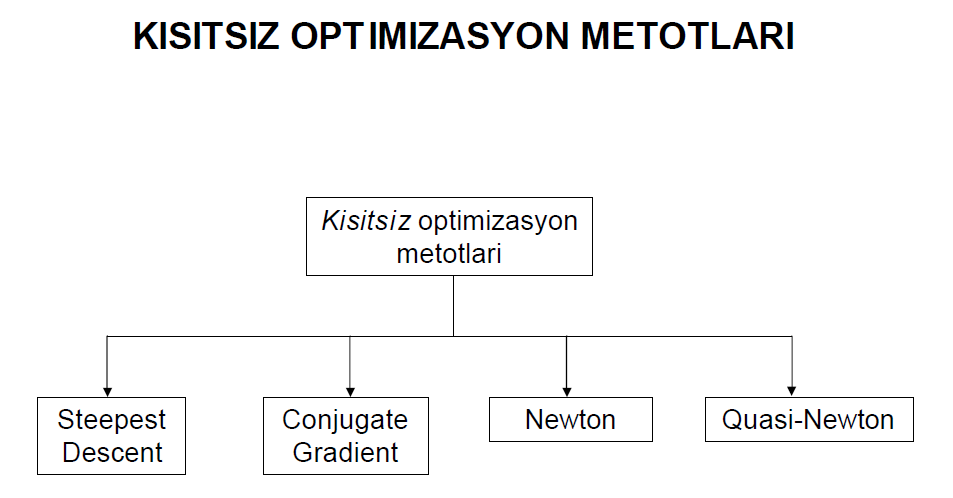 KISITSIZ OPTIMIZASYON METOTLARI
Kisitsiz optimizasyon
metotlari
Steepest
Descent
Conjugate
Gradient
Newton
Quasi-Newton